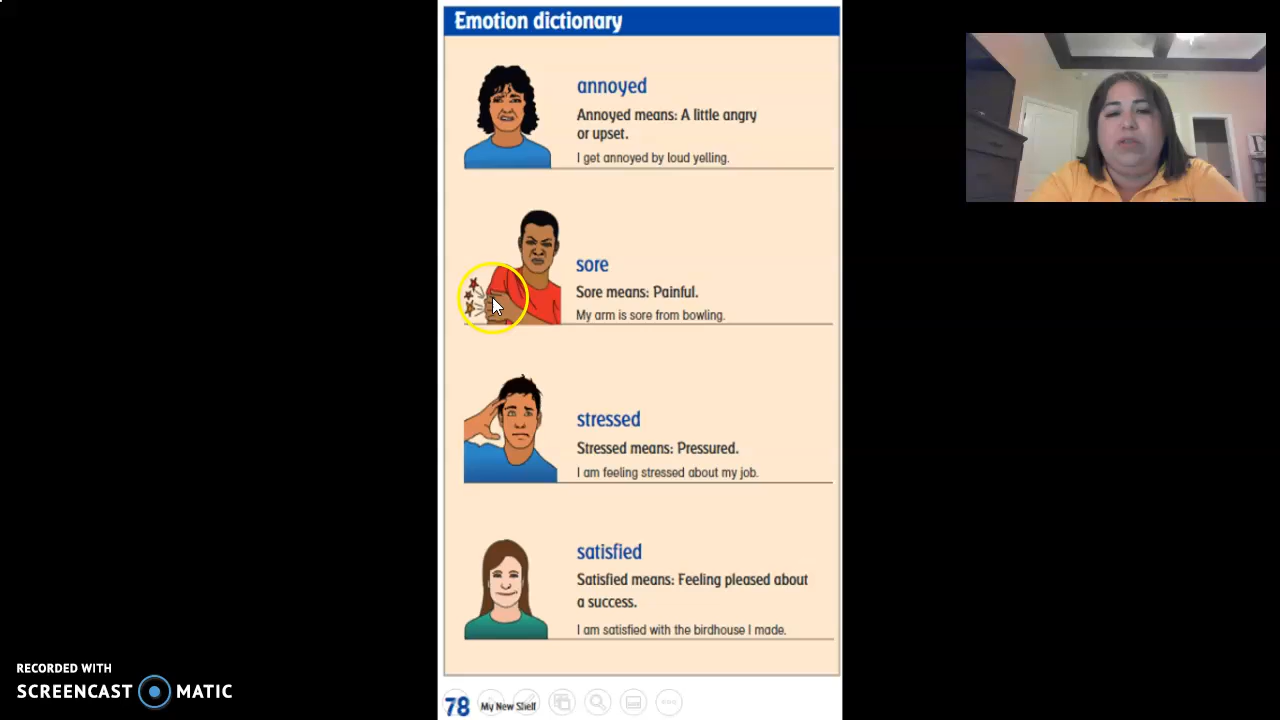 Emotion dictionary
annoyed
Annoyed means: A little angry
or upset.
I get annoyed by loud yelling.
sore
Sore means: Painful.
My arm is sore from bowling.
stressed
Stressed means: Pressured.
I am feeling stressed about my job.
satisfied
Satisfied means: Feeling pleased about
a success.
I am satisfied with the birdhouse I made.
78 My New Shelf
RECORDED WITH
SCREENCAST MATIC